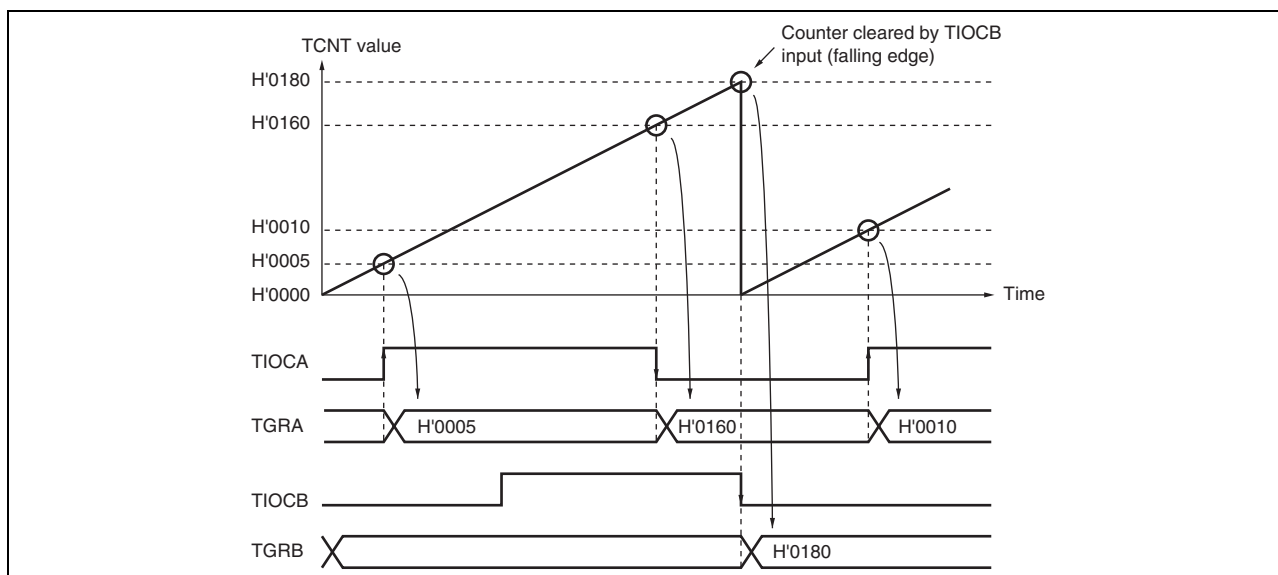 Counter cleared by TIOCB
input (falling edge)
TCNT value
H'0180
H'0160
H'0010
H'0005
H'0000
Time
TIOCA
TGRA
H'0005
H'0160
H'0010
TIOCB
TGRB
H'0180